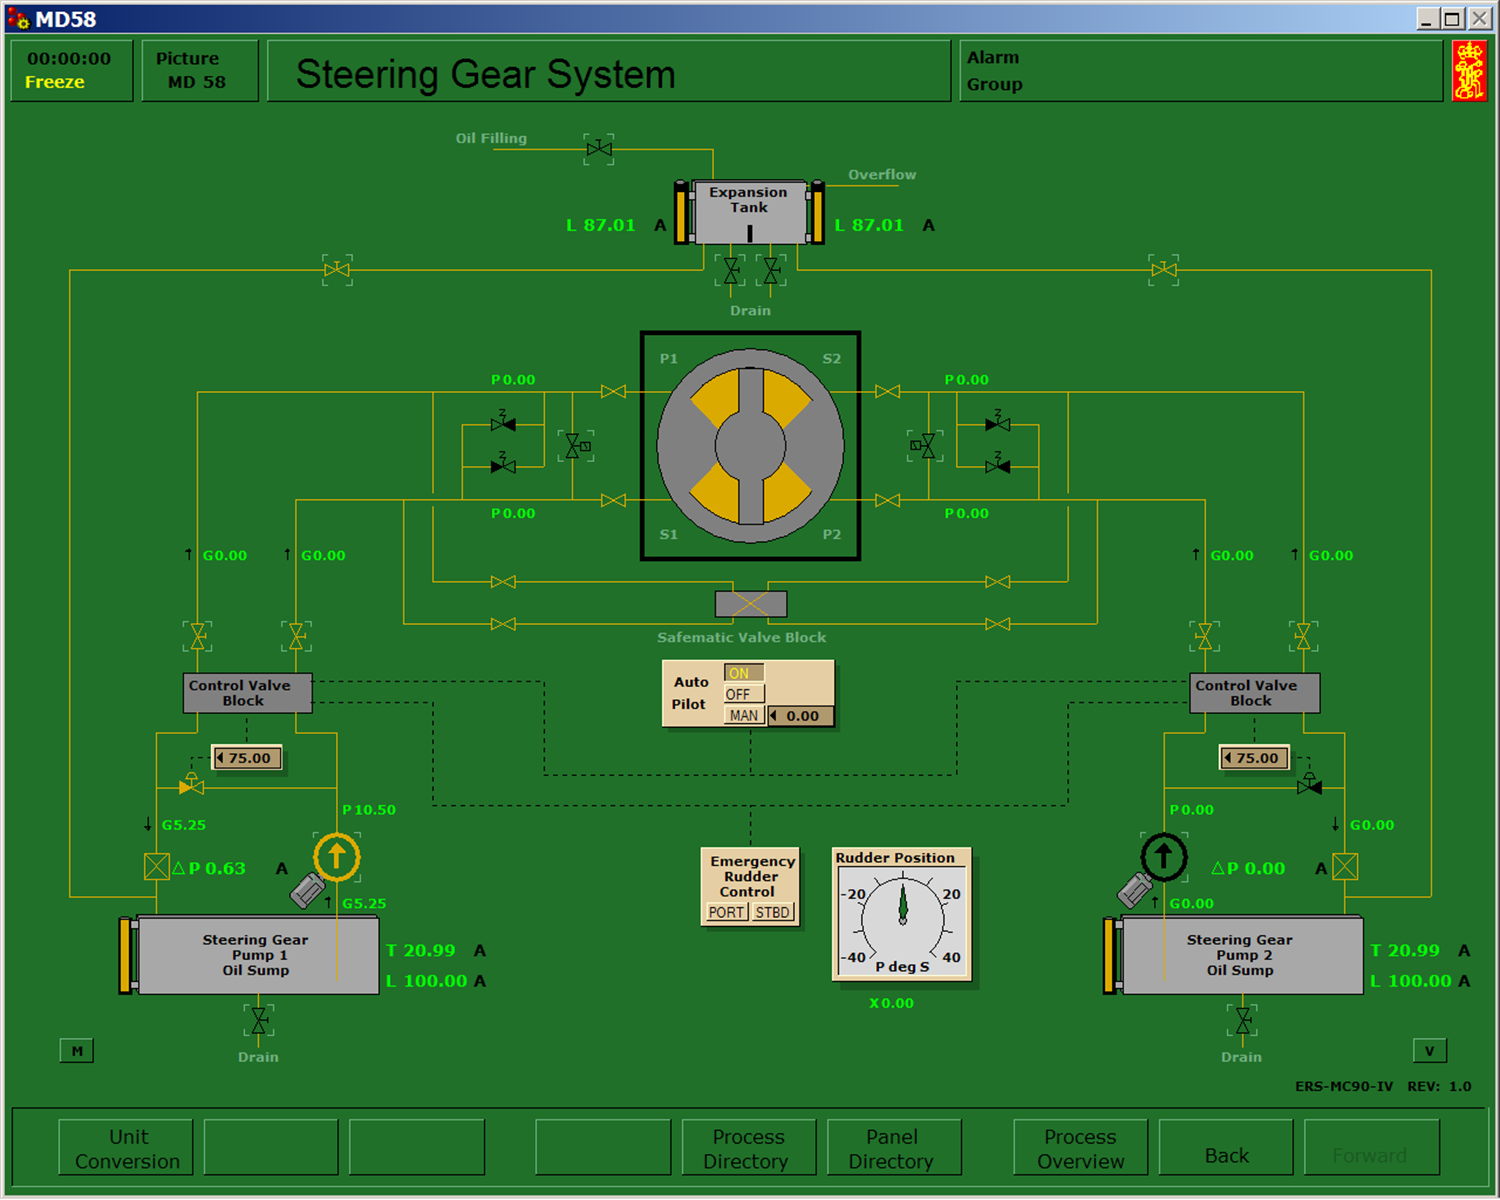 MD58
00:00:00
Freeze
Picture
MD 58
Steering Gear System
Alarm
Group
Oil Filling
Overflow
Expansion
Tank
L 87.01 A
L 87.01 A
Drain
P1
S2
P 0.00
P 0.00
Z
Z
Z
Z
P 0.00
P 0.00
S1
P2
G0.00
G0.00
G0.00
G0.00
Safematic Valve Block
Control Valve
Block
Auto
Pilot
ON
OFF
MAN
0.00
Control Valve
Block
75.00
75.00
P 10.50
P 0.00
G5.25
G0.00
△P 0.63 A
△P 0.00 A
Emergency
Rudder
Control
PORT STBD
Rudder Position
-20 20
-40 40
P deg S
X 0.00
G5.25
G0.00
Steering Gear
Pump 1
Oil Sump
T 20.99 A
L 100.00 A
Steering Gear
Pump 2
Oil Sump
T 20.99 A
L 100.00 A
Drain
Drain
M
V
ERS-MC90-IV REV: 1.0
Unit
Conversion
Process
Directory
Panel
Directory
Process
Overview
Back
Forward